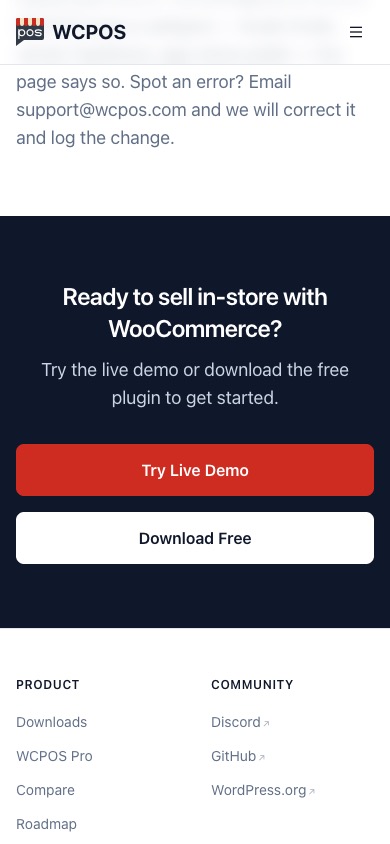 pos WCPOS
page says so. Spot an error? Email
support@wcpos.com and we will correct it
and log the change.
Ready to sell in-store with
WooCommerce?
Try the live demo or download the free
plugin to get started.
Try Live Demo
Download Free
PRODUCT
COMMUNITY
Downloads
Discord
WCPOS Pro
GitHub
Compare
WordPress.org
Roadmap